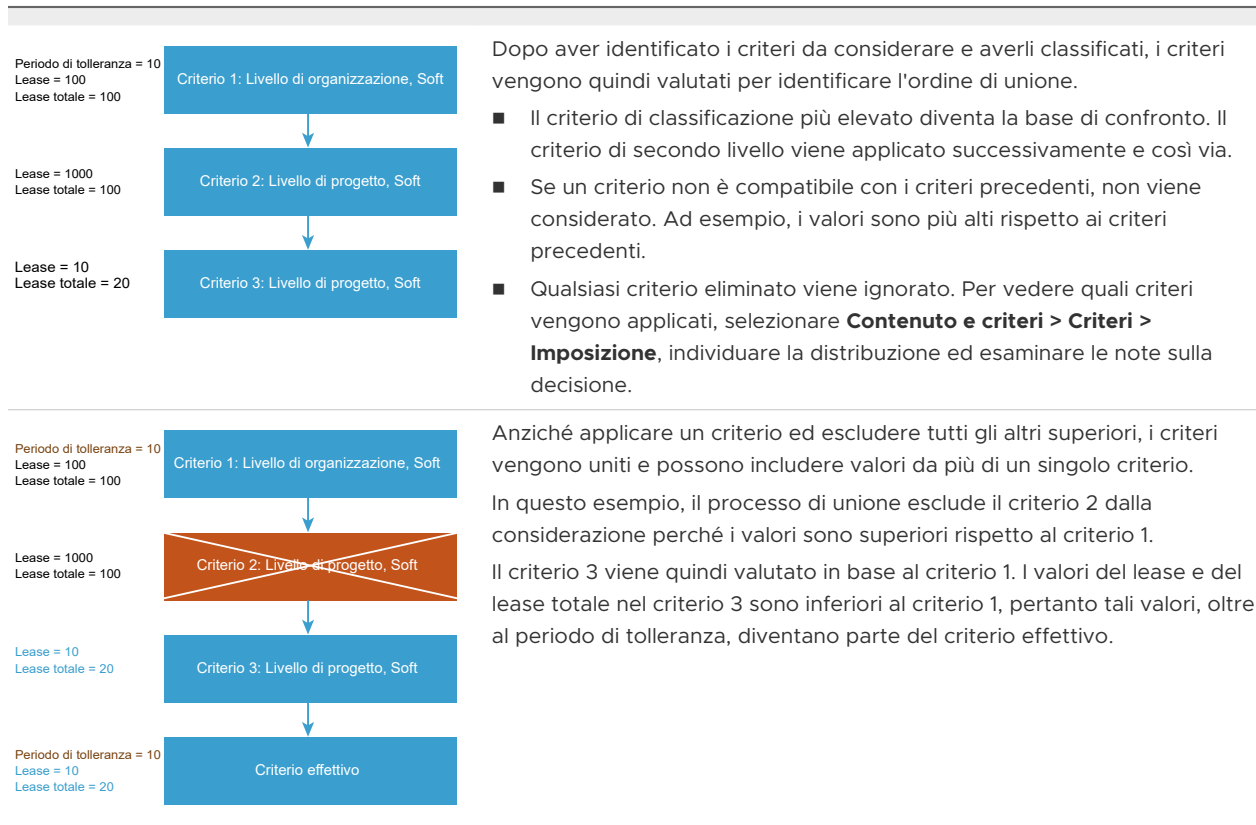 Periodo di tolleranza = 10
Lease = 100
Lease totale = 100
Criterio 1: Livello di organizzazione, Soft
Lease = 1000
Lease totale = 100
Criterio 2: Livello di progetto, Soft
Lease = 10
Lease totale = 20
Criterio 3: Livello di progetto, Soft
Dopo aver identificato i criteri da considerare e averli classificati, i criteri
vengono quindi valutati per identificare l'ordine di unione.
■ Il criterio di classificazione più elevato diventa la base di confronto. Il
criterio di secondo livello viene applicato successivamente e così via.
■ Se un criterio non è compatibile con i criteri precedenti, non viene
considerato. Ad esempio, i valori sono più alti rispetto ai criteri
precedenti.
■ Qualsiasi criterio eliminato viene ignorato. Per vedere quali criteri
vengono applicati, selezionare Contenuto e criteri > Criteri >
Imposizione, individuare la distribuzione ed esaminare le note sulla
decisione.
Periodo di tolleranza = 10
Lease = 100
Lease totale = 100
Criterio 1: Livello di organizzazione, Soft
Lease = 1000
Lease totale = 100
Criterio 2: Livello di progetto, Soft
Lease = 10
Lease totale = 20
Criterio 3: Livello di progetto, Soft
Periodo di tolleranza = 10
Lease = 10
Lease totale = 20
Criterio effettivo
Anziché applicare un criterio ed escludere tutti gli altri superiori, i criteri
vengono uniti e possono includere valori da più di un singolo criterio.
In questo esempio, il processo di unione esclude il criterio 2 dalla
considerazione perché i valori sono superiori rispetto al criterio 1.
Il criterio 3 viene quindi valutato in base al criterio 1. I valori del lease e del
lease totale nel criterio 3 sono inferiori al criterio 1, pertanto tali valori, oltre
al periodo di tolleranza, diventano parte del criterio effettivo.